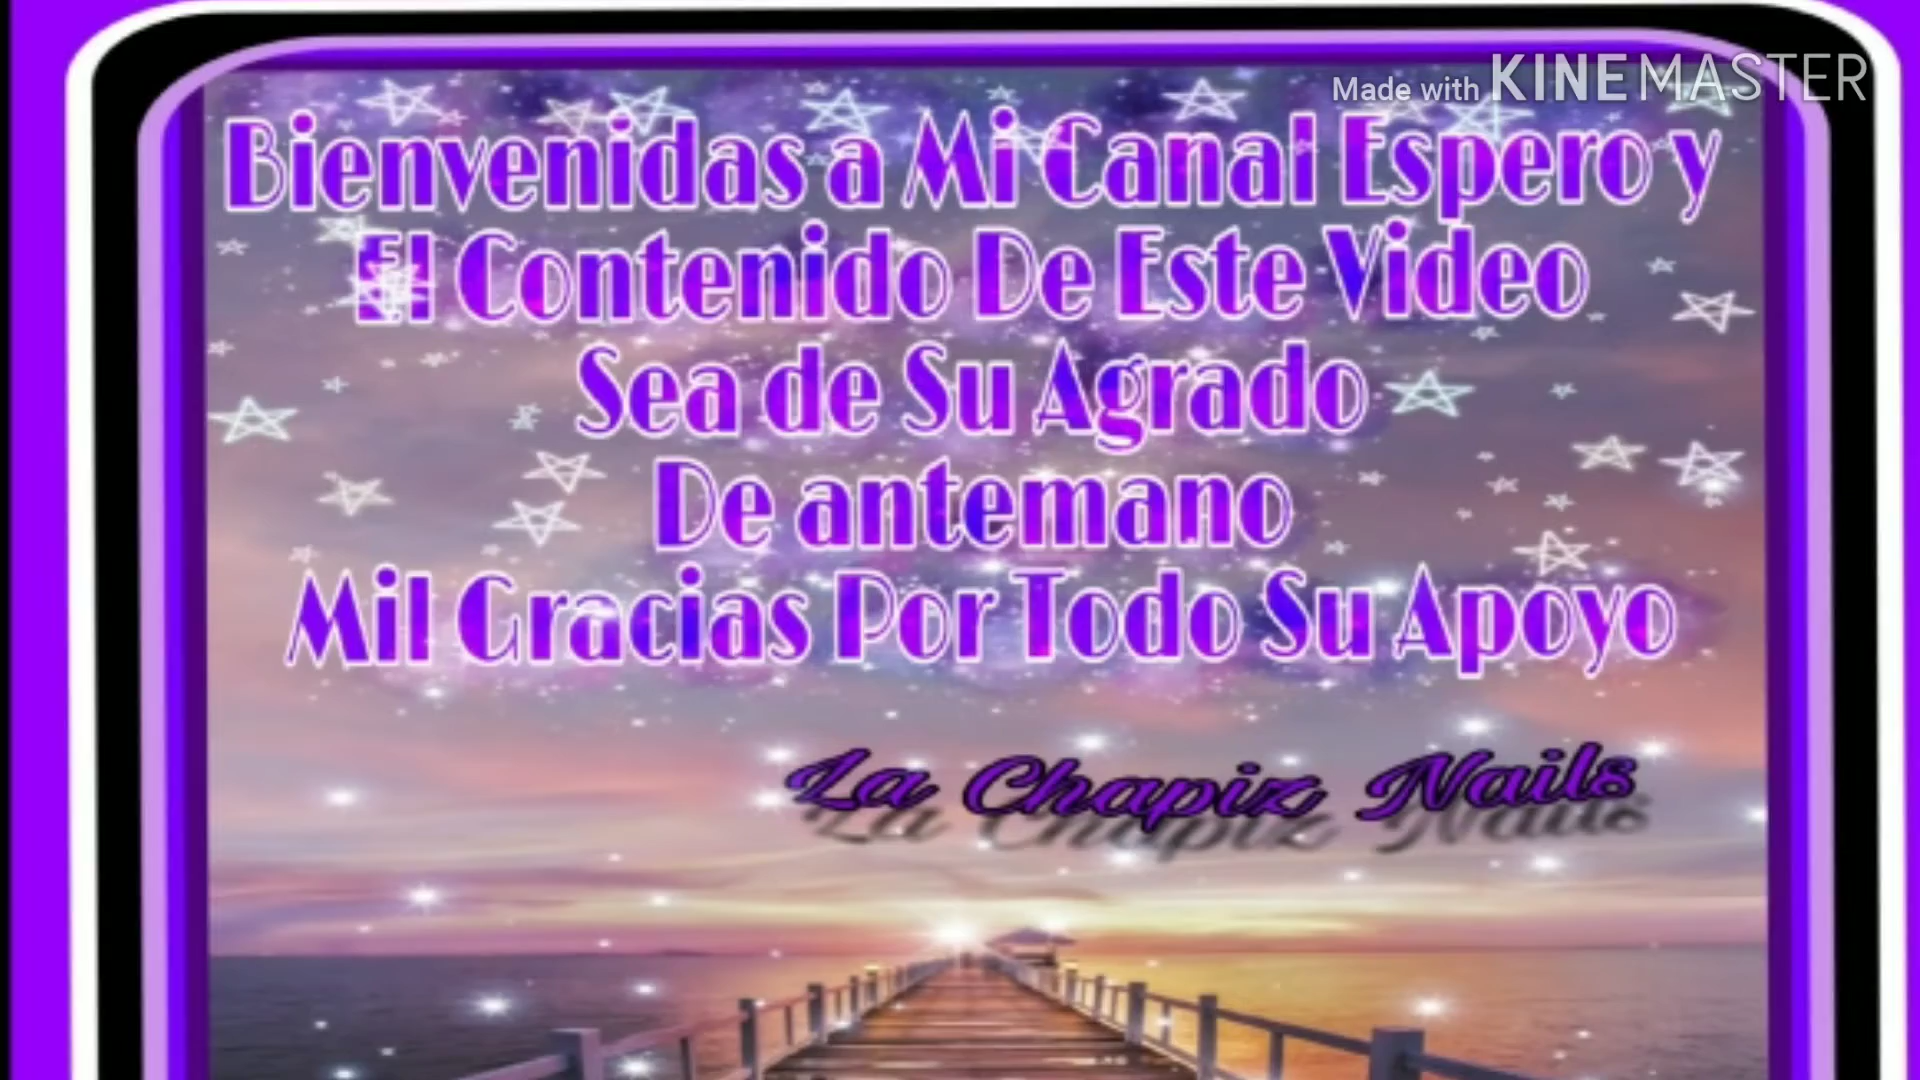 Made with KINEMASTER
Bienvenidas a Mi Canal Espero y
El Contenido De Este Video
Sea de Su Agrado
De antemano
Mil Gracias Por Todo Su Apoyo
La Chapiz Nails